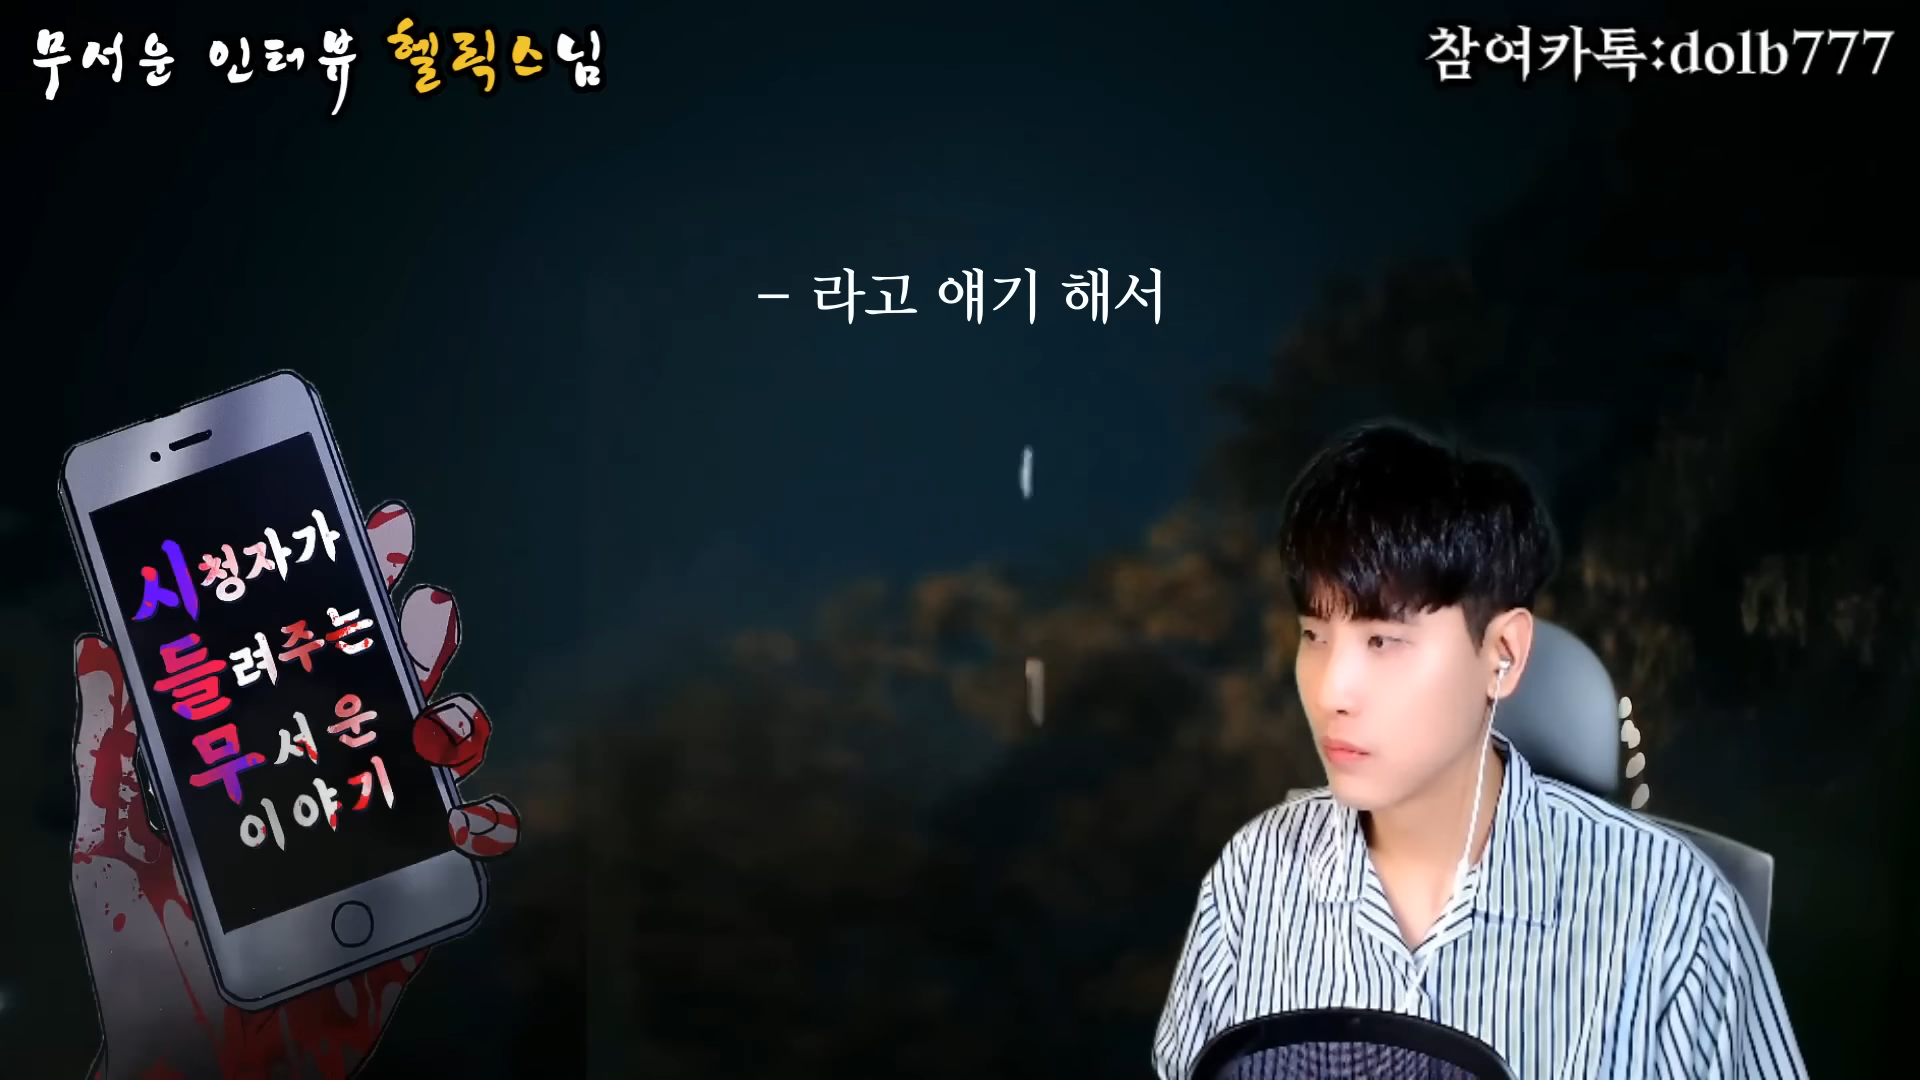 무서운 인터뷰 헬릭스님
참여카톡:dolb777
- 라고 얘기 해서
시청자가
들려주는
무서운
이야기